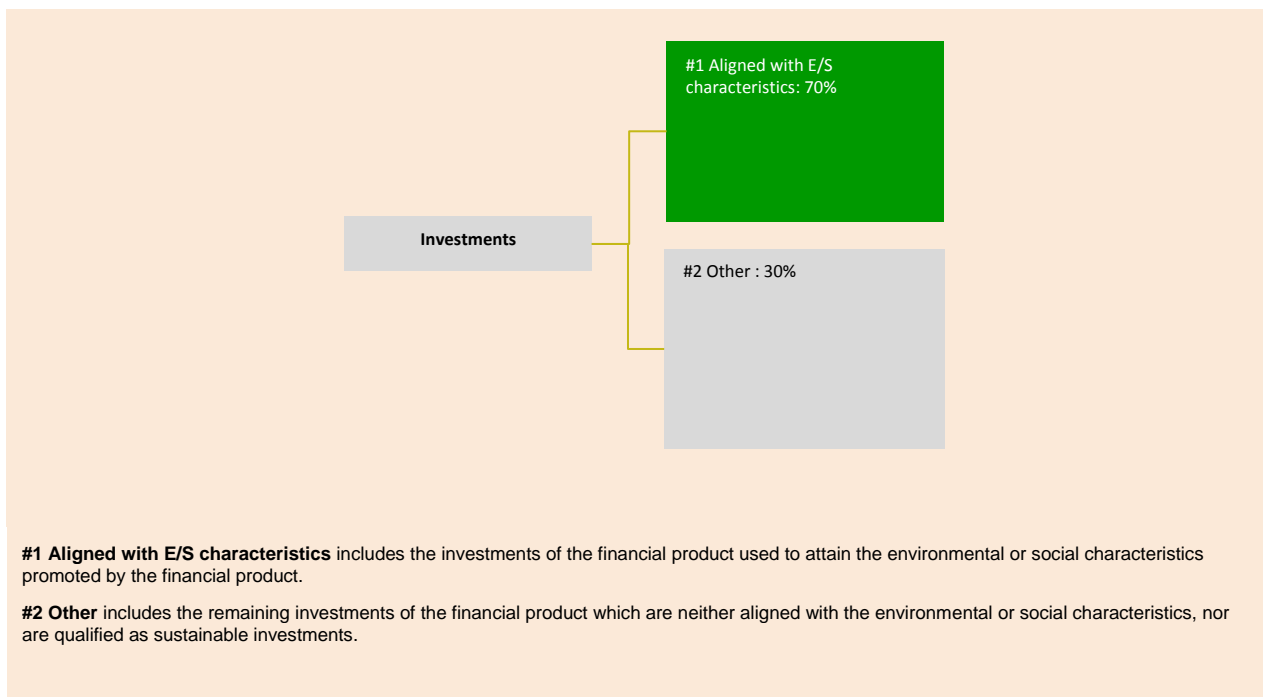 #1 Aligned with E/S
characteristics: 70%
Investments
#2 Other : 30%
#1 Aligned with E/S characteristics includes the investments of the financial product used to attain the environmental or social characteristics
promoted by the financial product.
#2 Other includes the remaining investments of the financial product which are neither aligned with the environmental or social characteristics, nor
are qualified as sustainable investments.